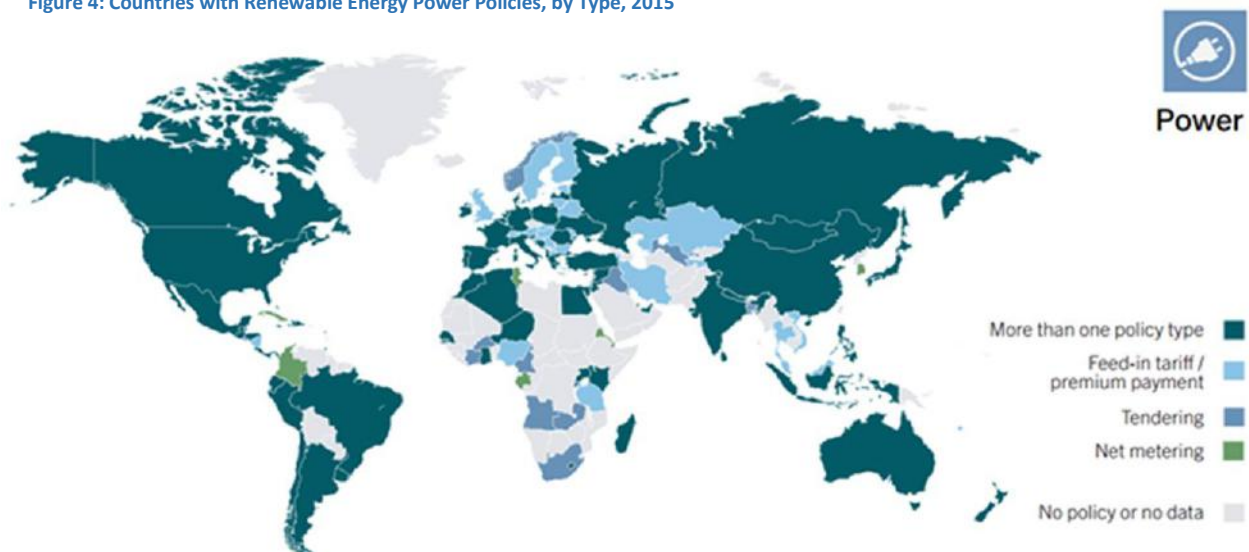 Figure 4: Countries with Renewable Energy Power Policies, by Type, 2015
Power
More than one policy type
Feed-in tariff /
premium payment
Tendering
Net metering
No policy or no data